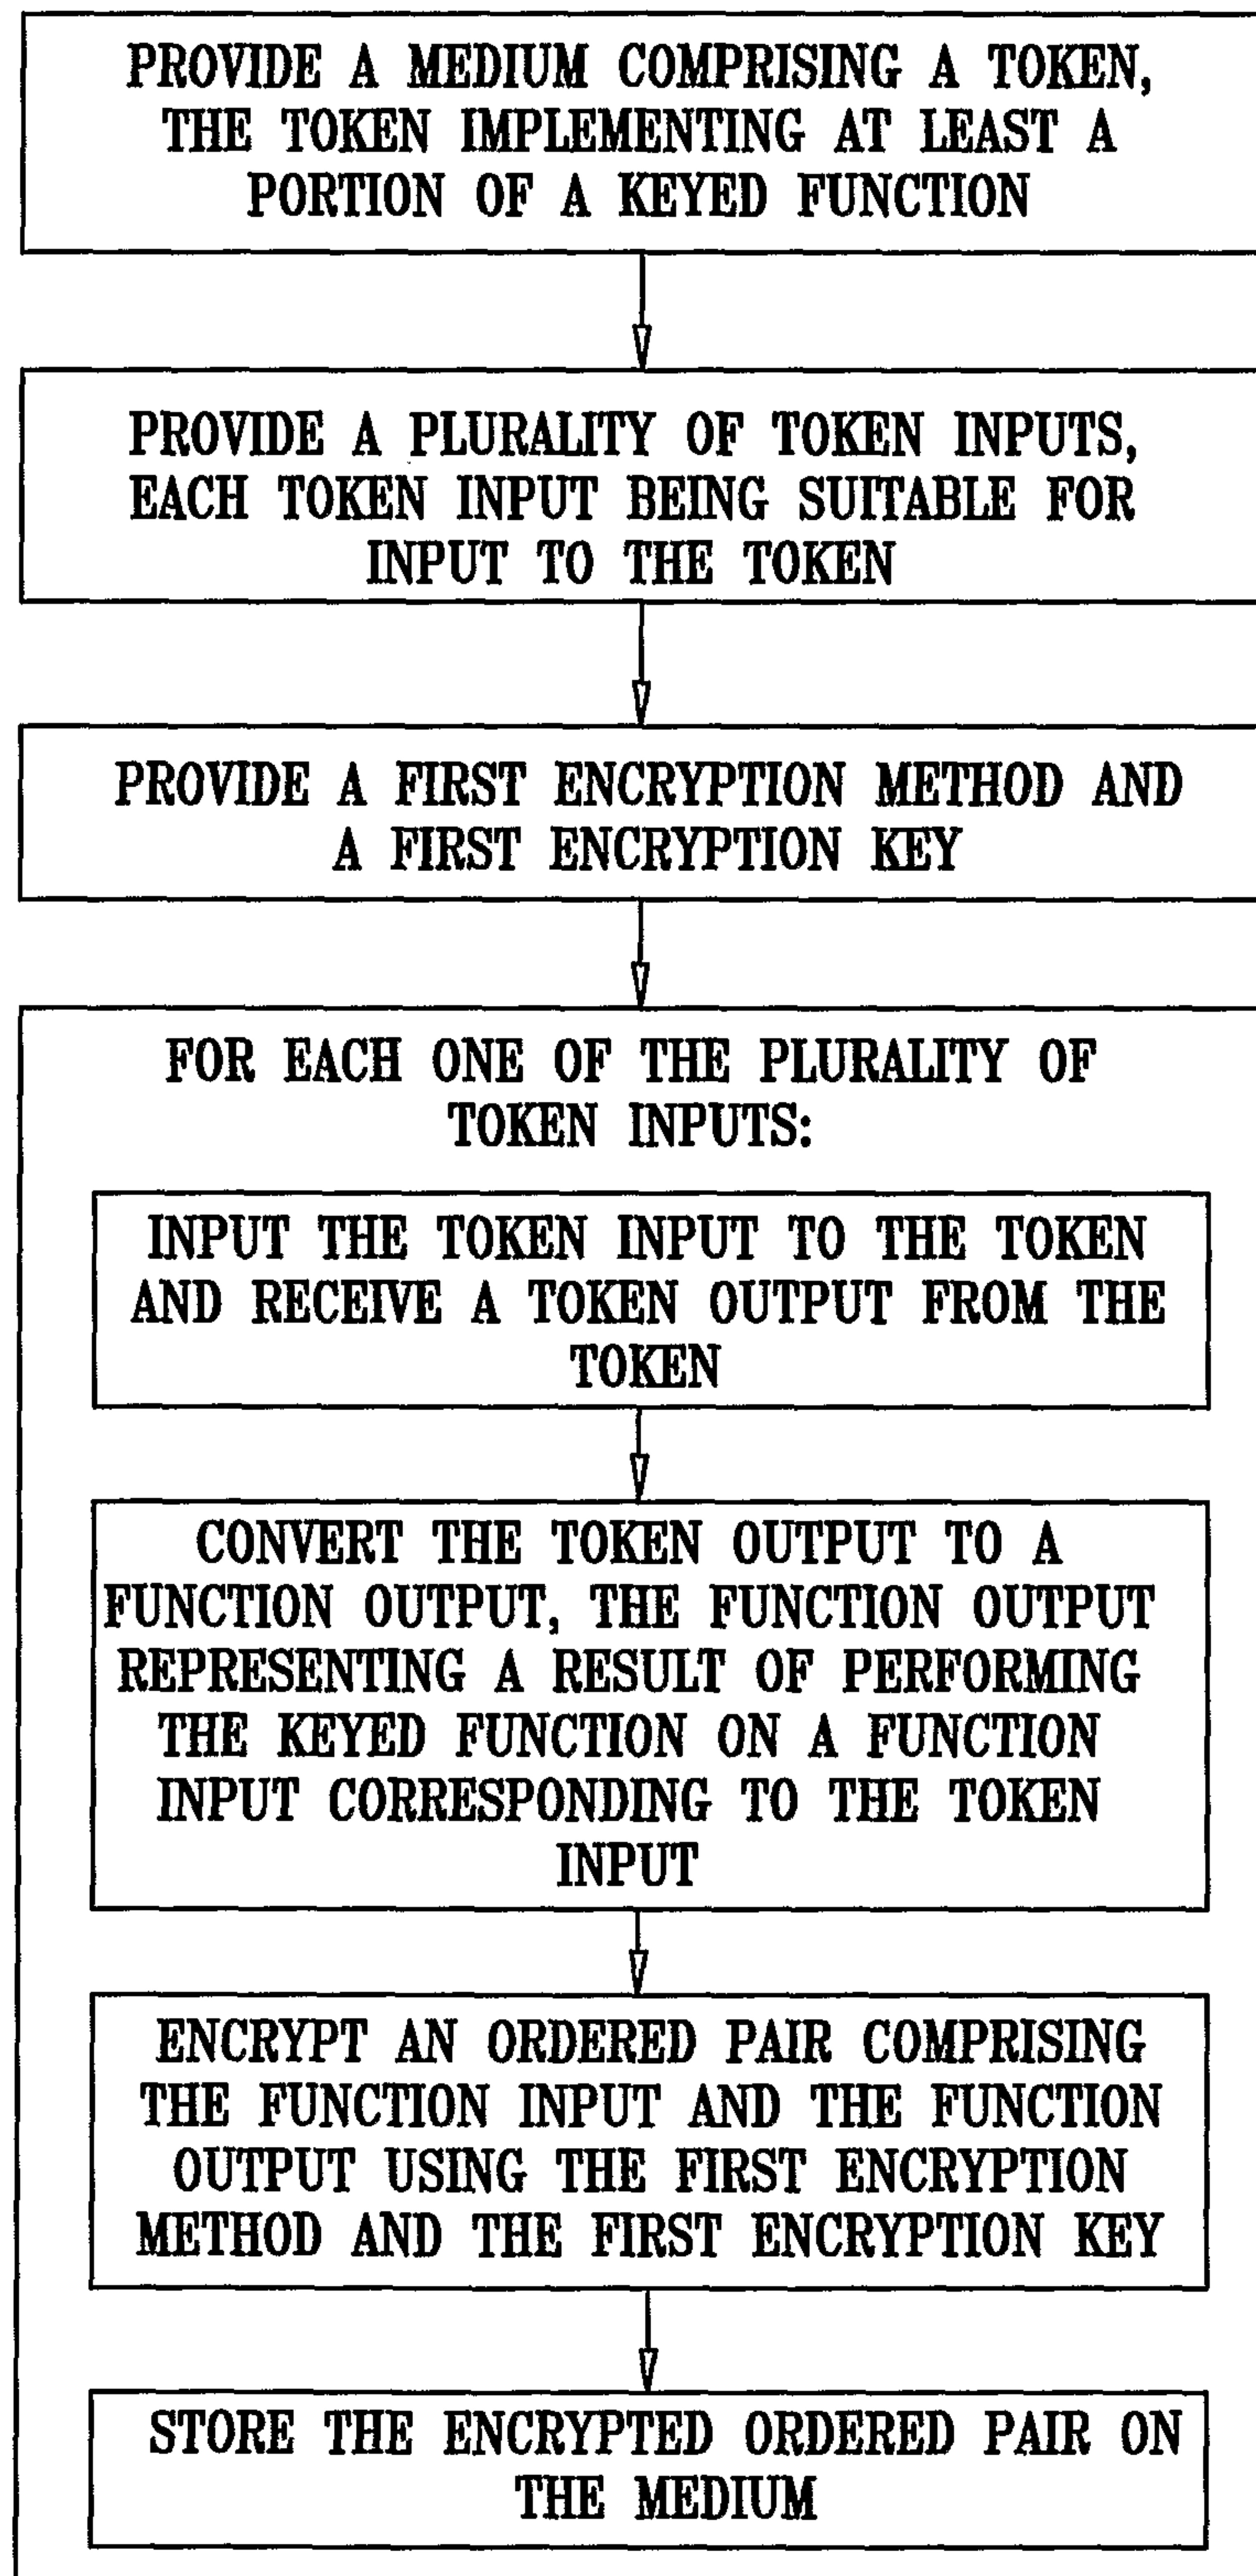 PROVIDE A MEDIUM COMPRISING A TOKEN,
THE TOKEN IMPLEMENTING AT LEAST A
PORTION OF A KEYED FUNCTION
PROVIDE A PLURALITY OF TOKEN INPUTS,
EACH TOKEN INPUT BEING SUITABLE FOR
INPUT TO THE TOKEN
PROVIDE A FIRST ENCRYPTION METHOD AND
A FIRST ENCRYPTION KEY
FOR EACH ONE OF THE PLURALITY OF
TOKEN INPUTS:
INPUT THE TOKEN INPUT TO THE TOKEN
AND RECEIVE A TOKEN OUTPUT FROM THE
TOKEN
CONVERT THE TOKEN OUTPUT TO A
FUNCTION OUTPUT, THE FUNCTION OUTPUT
REPRESENTING A RESULT OF PERFORMING
THE KEYED FUNCTION ON A FUNCTION
INPUT CORRESPONDING TO THE TOKEN
INPUT
ENCRYPT AN ORDERED PAIR COMPRISING
THE FUNCTION INPUT AND THE FUNCTION
OUTPUT USING THE FIRST ENCRYPTION
METHOD AND THE FIRST ENCRYPTION KEY
STORE THE ENCRYPTED ORDERED PAIR ON
THE MEDIUM